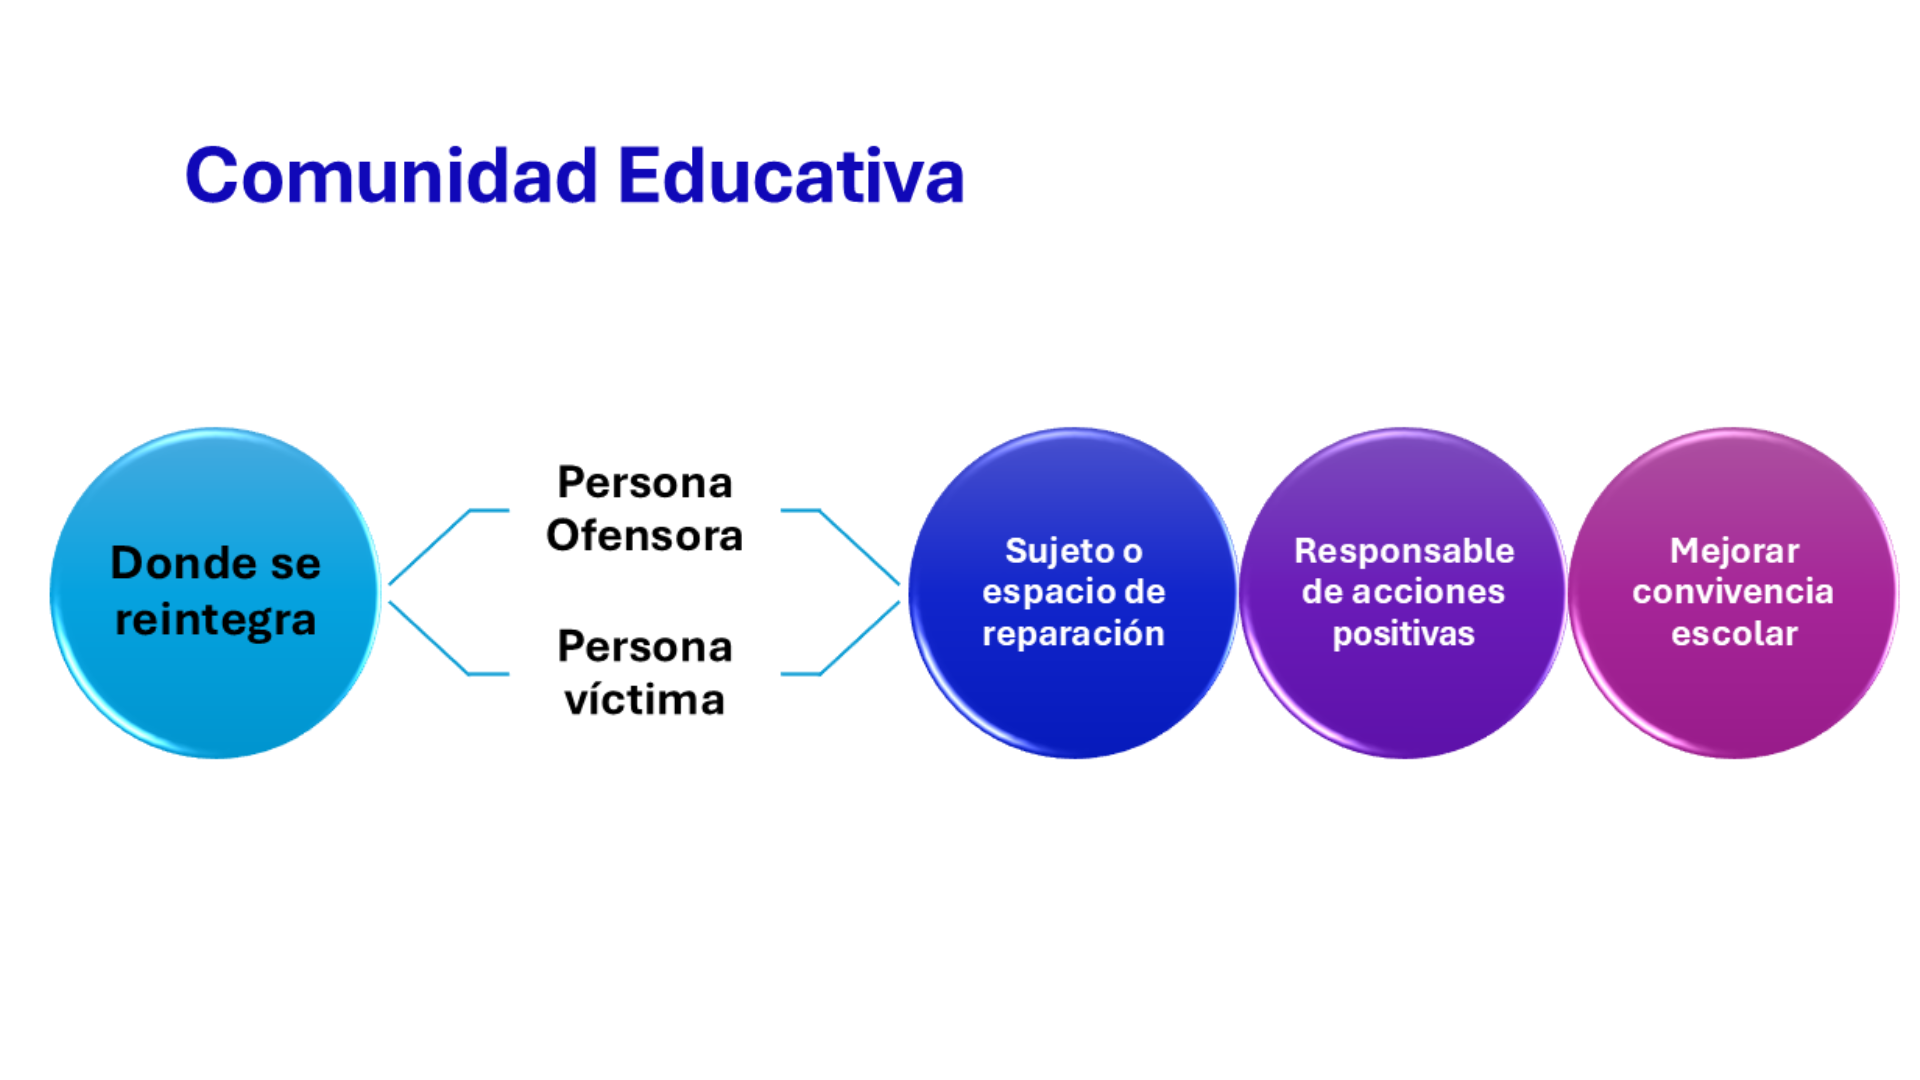 Comunidad Educativa
Donde se
reintegra
Persona
Ofensora
Persona
víctima
Sujeto o
espacio de
reparación
Responsable
de acciones
positivas
Mejorar
convivencia
escolar